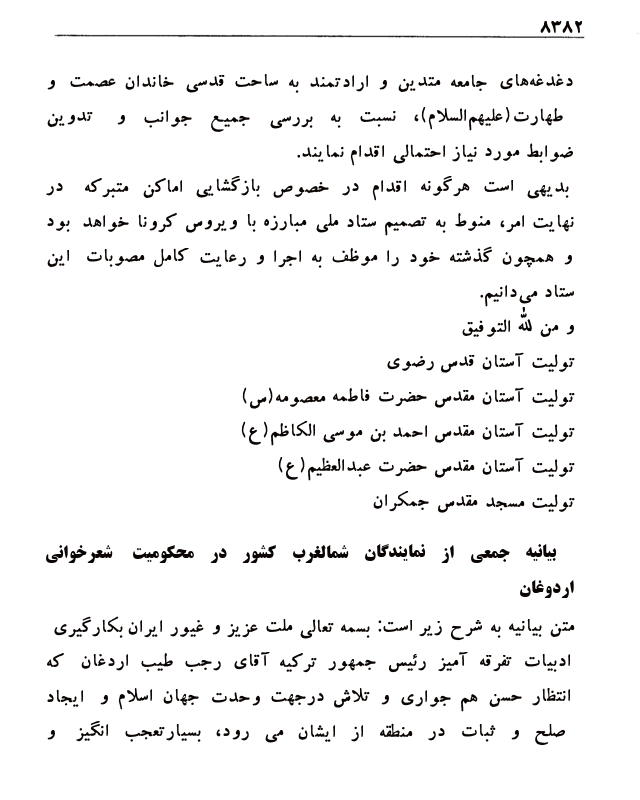 ۸۳۸۲
دغدغه‌های جامعه متدین و ارادتمند به ساحت قدسی خاندان عصمت و
طهارت(علیهم‌السلام)، نسبت به بررسی جمیع جوانب و تدوین
ضوابط مورد نیاز احتمالی اقدام نمایند.
بدیهی است هرگونه اقدام در خصوص بازگشایی اماکن متبرکه در
نهایت امر، منوط به تصمیم ستاد ملی مبارزه با ویروس کرونا خواهد بود
و همچون گذشته خود را موظف به اجرا و رعایت کامل مصوبات این
ستاد می‌دانیم.
و من لله التوفیق
تولیت آستان قدس رضوی
تولیت آستان مقدس حضرت فاطمه معصومه(س)
تولیت آستان مقدس احمد بن موسی الکاظم(ع)
تولیت آستان مقدس حضرت عبدالعظیم(ع)
تولیت مسجد مقدس جمکران
بیانیه جمعی از نمایندگان شمالغرب کشور در محکومیت شعرخوانی
اردوغان
متن بیانیه به شرح زیر است: بسمه تعالی ملت عزیز و غیور ایران بکارگیری
ادبیات تفرقه آمیز رئیس جمهور ترکیه آقای رجب طیب اردغان که
انتظار حسن هم جواری و تلاش درجهت وحدت جهان اسلام و ایجاد
صلح و ثبات در منطقه از ایشان می رود، بسیارتعجب انگیز و